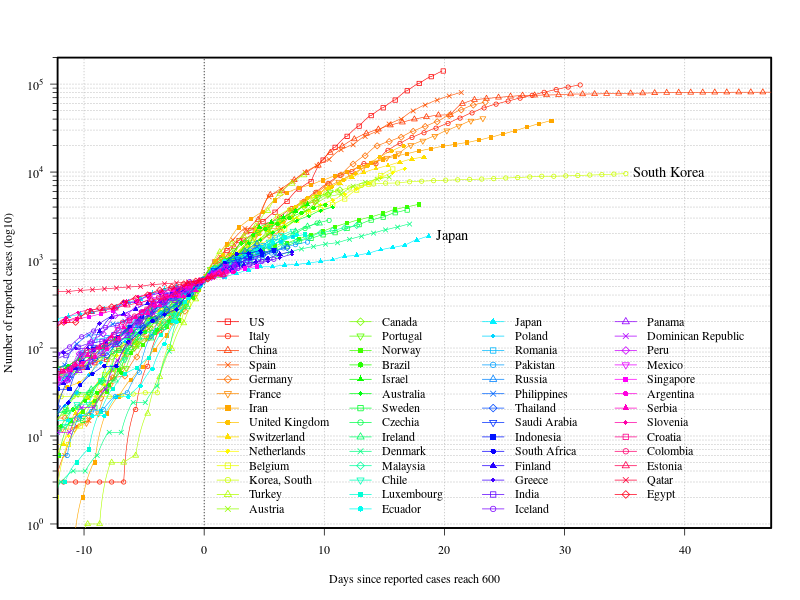 Number of reported cases (log10)
10^5
10^4
10^3
10^2
10^1
10^0
South Korea
Japan
US
Italy
China
Spain
Germany
France
Iran
United Kingdom
Switzerland
Netherlands
Belgium
Korea, South
Turkey
Austria
Canada
Portugal
Norway
Brazil
Israel
Australia
Sweden
Czechia
Ireland
Denmark
Malaysia
Chile
Luxembourg
Ecuador
Japan
Poland
Romania
Pakistan
Russia
Philippines
Thailand
Saudi Arabia
Indonesia
South Africa
Finland
Greece
India
Iceland
Panama
Dominican Republic
Peru
Mexico
Singapore
Argentina
Serbia
Slovenia
Croatia
Colombia
Estonia
Qatar
Egypt
-10 0 10 20 30 40
Days since reported cases reach 600